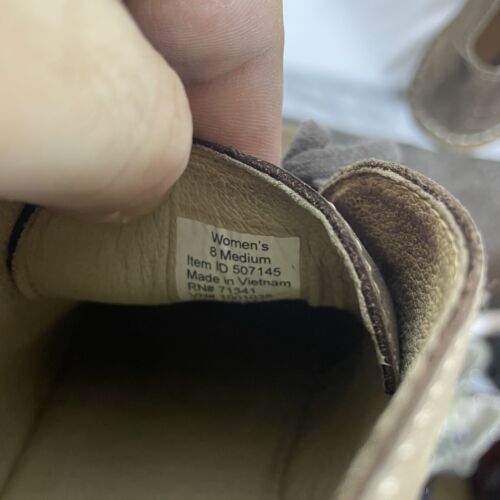 Women's
8 Medium
Item ID 507145
Made in Vietnam
RN# 71341